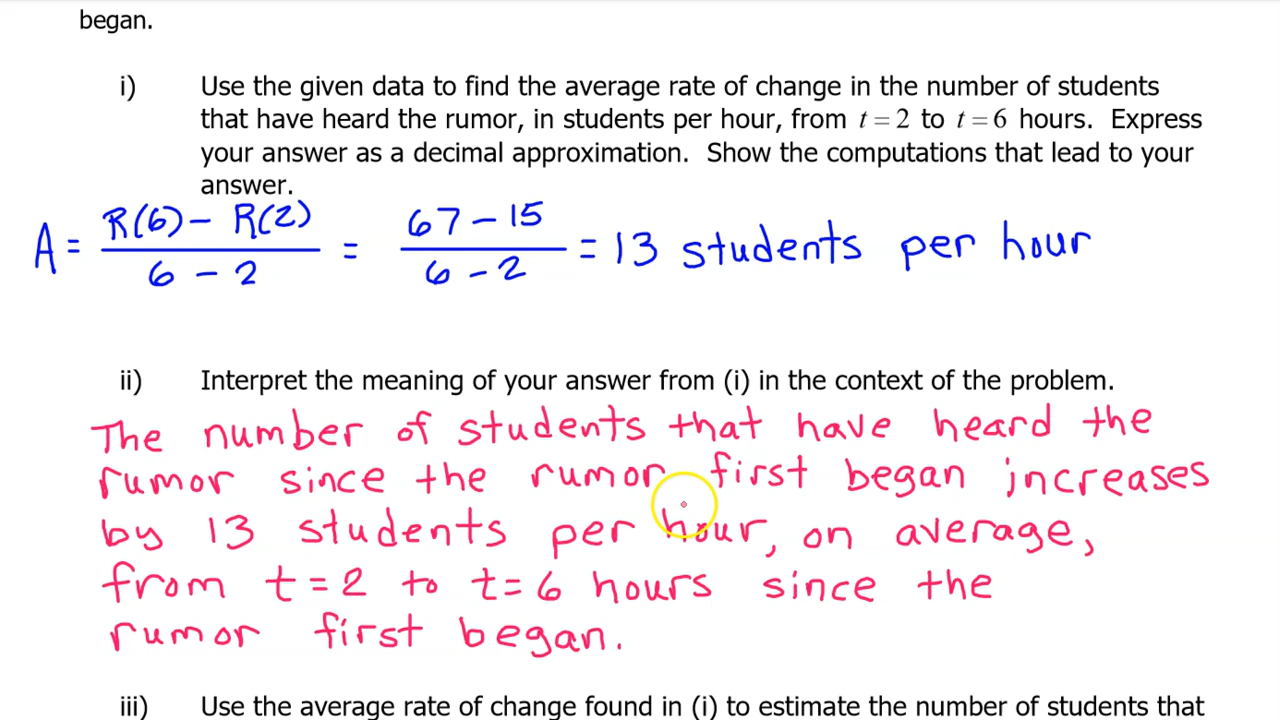 began.
i) Use the given data to find the average rate of change in the number of students
that have heard the rumor, in students per hour, from t = 2 to t = 6 hours. Express
your answer as a decimal approximation. Show the computations that lead to your
answer.
A = R(6) - R(2) / 6 - 2 = 67 - 15 / 6 - 2 = 13 students per hour
ii) Interpret the meaning of your answer from (i) in the context of the problem.
The number of students that have heard the
rumor since the rumor first began increases
by 13 students per hour, on average,
from t = 2 to t = 6 hours since the
rumor first began.
iii) Use the average rate of change found in (i) to estimate the number of students that